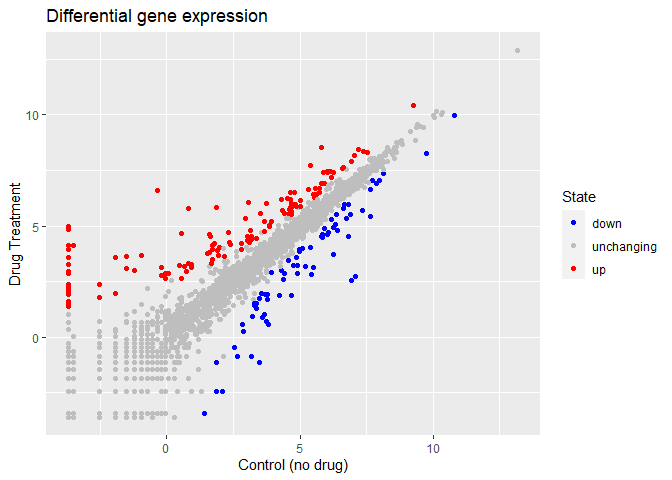 Differential gene expression
10
5
0
Drug Treatment
0 5 10
Control (no drug)
State
down
unchanging
up